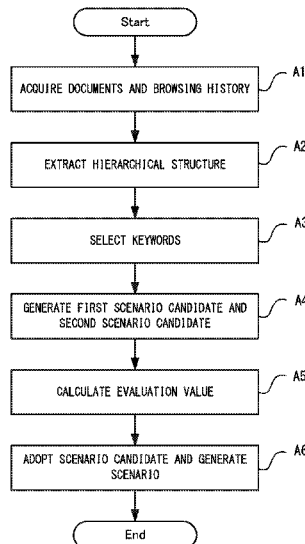 Start
A1
ACQUIRE DOCUMENTS AND BROWSING HISTORY
A2
EXTRACT HIERARCHICAL STRUCTURE
A3
SELECT KEYWORDS
A4
GENERATE FIRST SCENARIO CANDIDATE AND
SECOND SCENARIO CANDIDATE
A5
CALCULATE EVALUATION VALUE
A6
ADOPT SCENARIO CANDIDATE AND GENERATE
SCENARIO
End